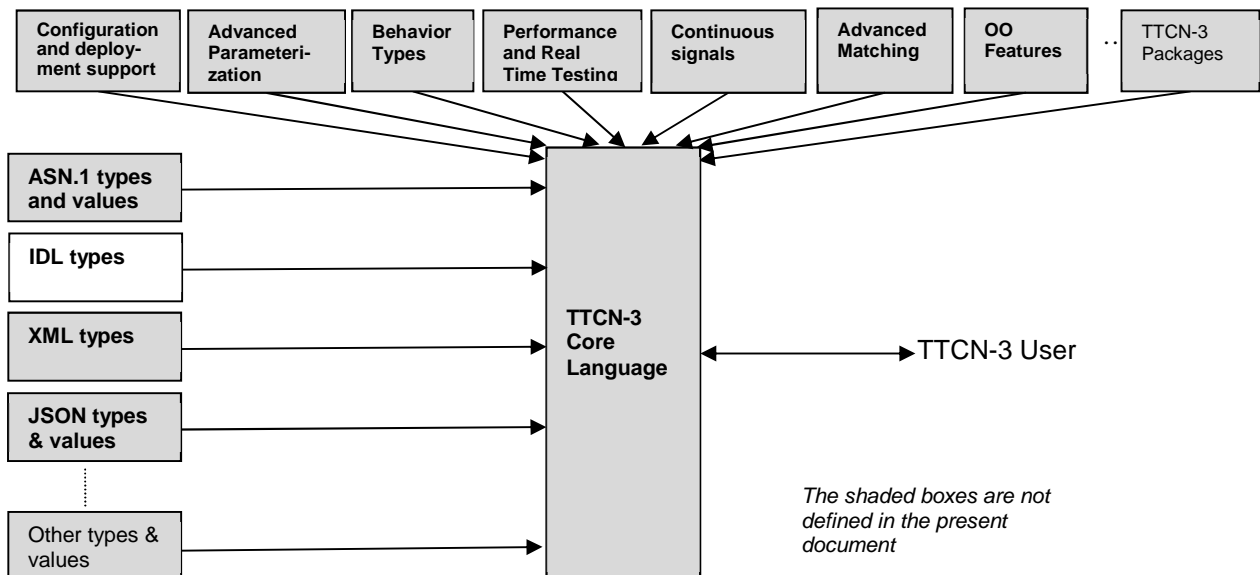 Configuration
and deploy-
ment support
Advanced
Parameteri-
zation
Behavior
Types
Performance
and Real
Time Testing
Continuous
signals
Advanced
Matching
OO
Features
..
TTCN-3
Packages
ASN.1 types
and values
IDL types
XML types
JSON types
& values
Other types &
values
TTCN-3
Core
Language
TTCN-3 User
The shaded boxes are not
defined in the present
document